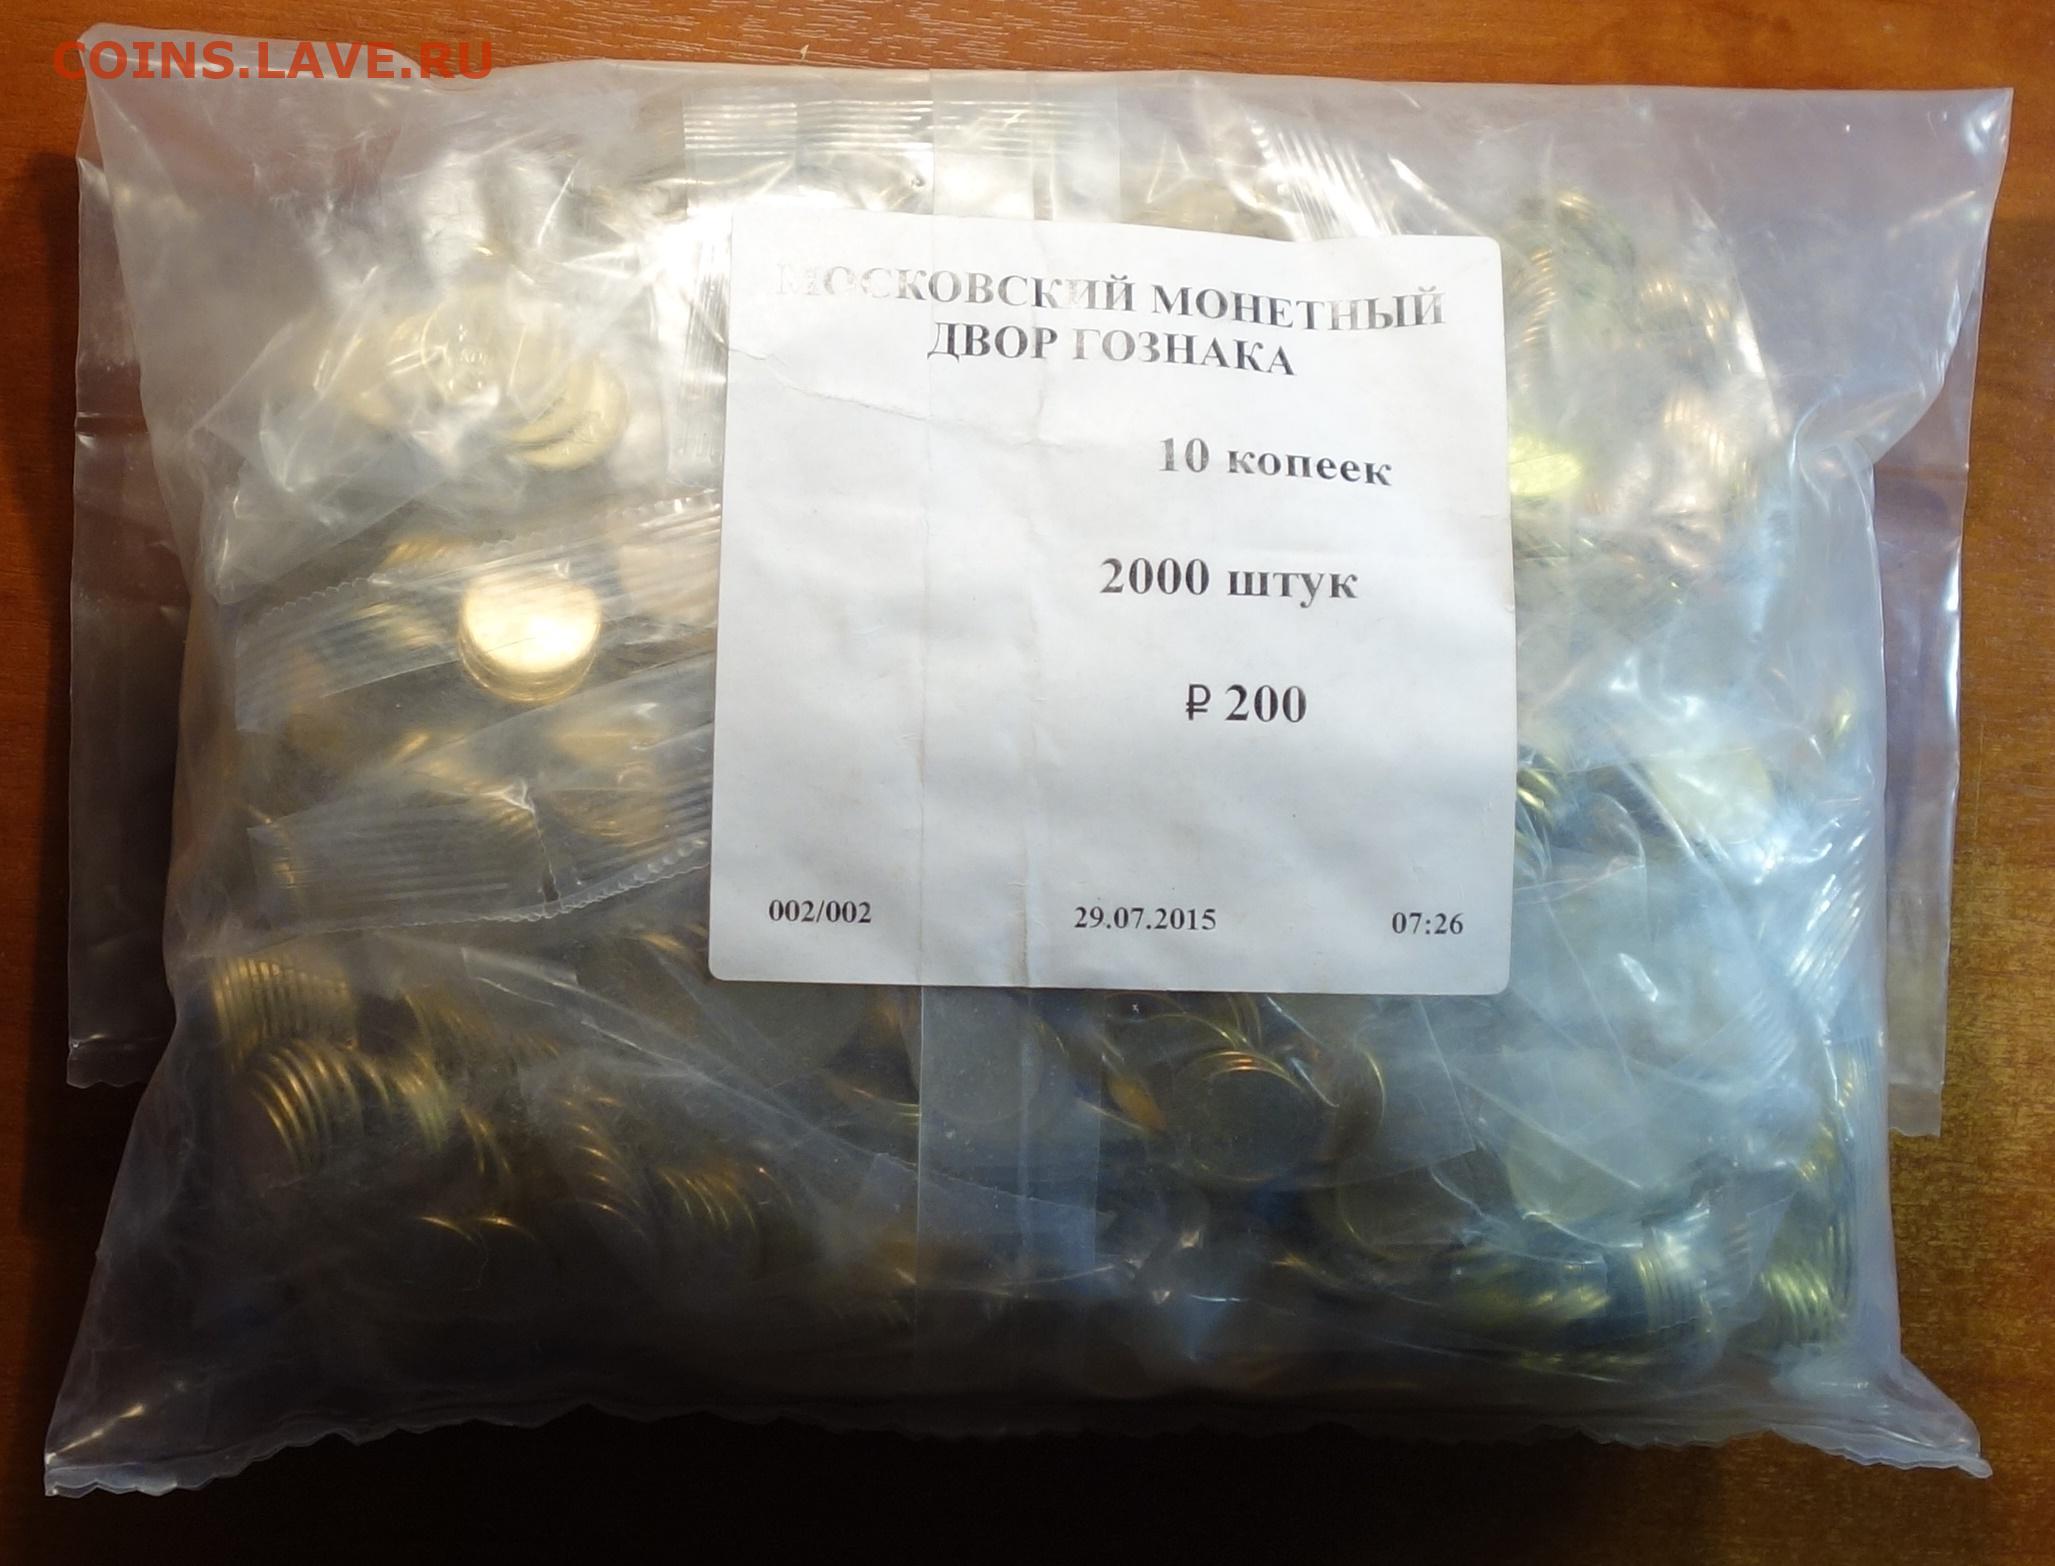 COINS.LAVE.RU
МОСКОВСКИЙ МОНЕТНЫЙ
ДВОР ГОЗНАКА
10 копеек
2000 штук
₽ 200
002/002 29.07.2015 07:26